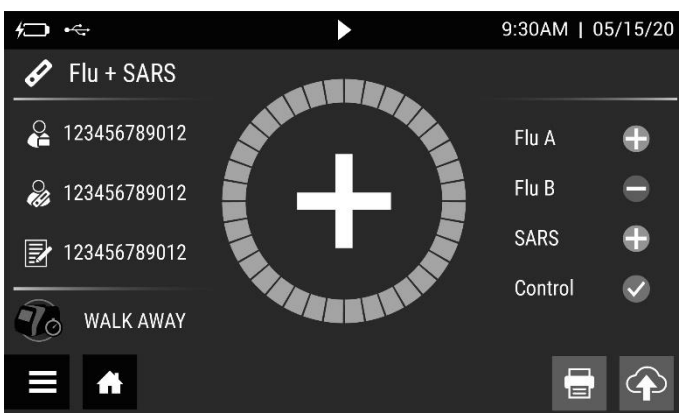 9:30AM | 05/15/20
Flu + SARS
123456789012
123456789012
123456789012
WALK AWAY
Flu A
Flu B
SARS
Control